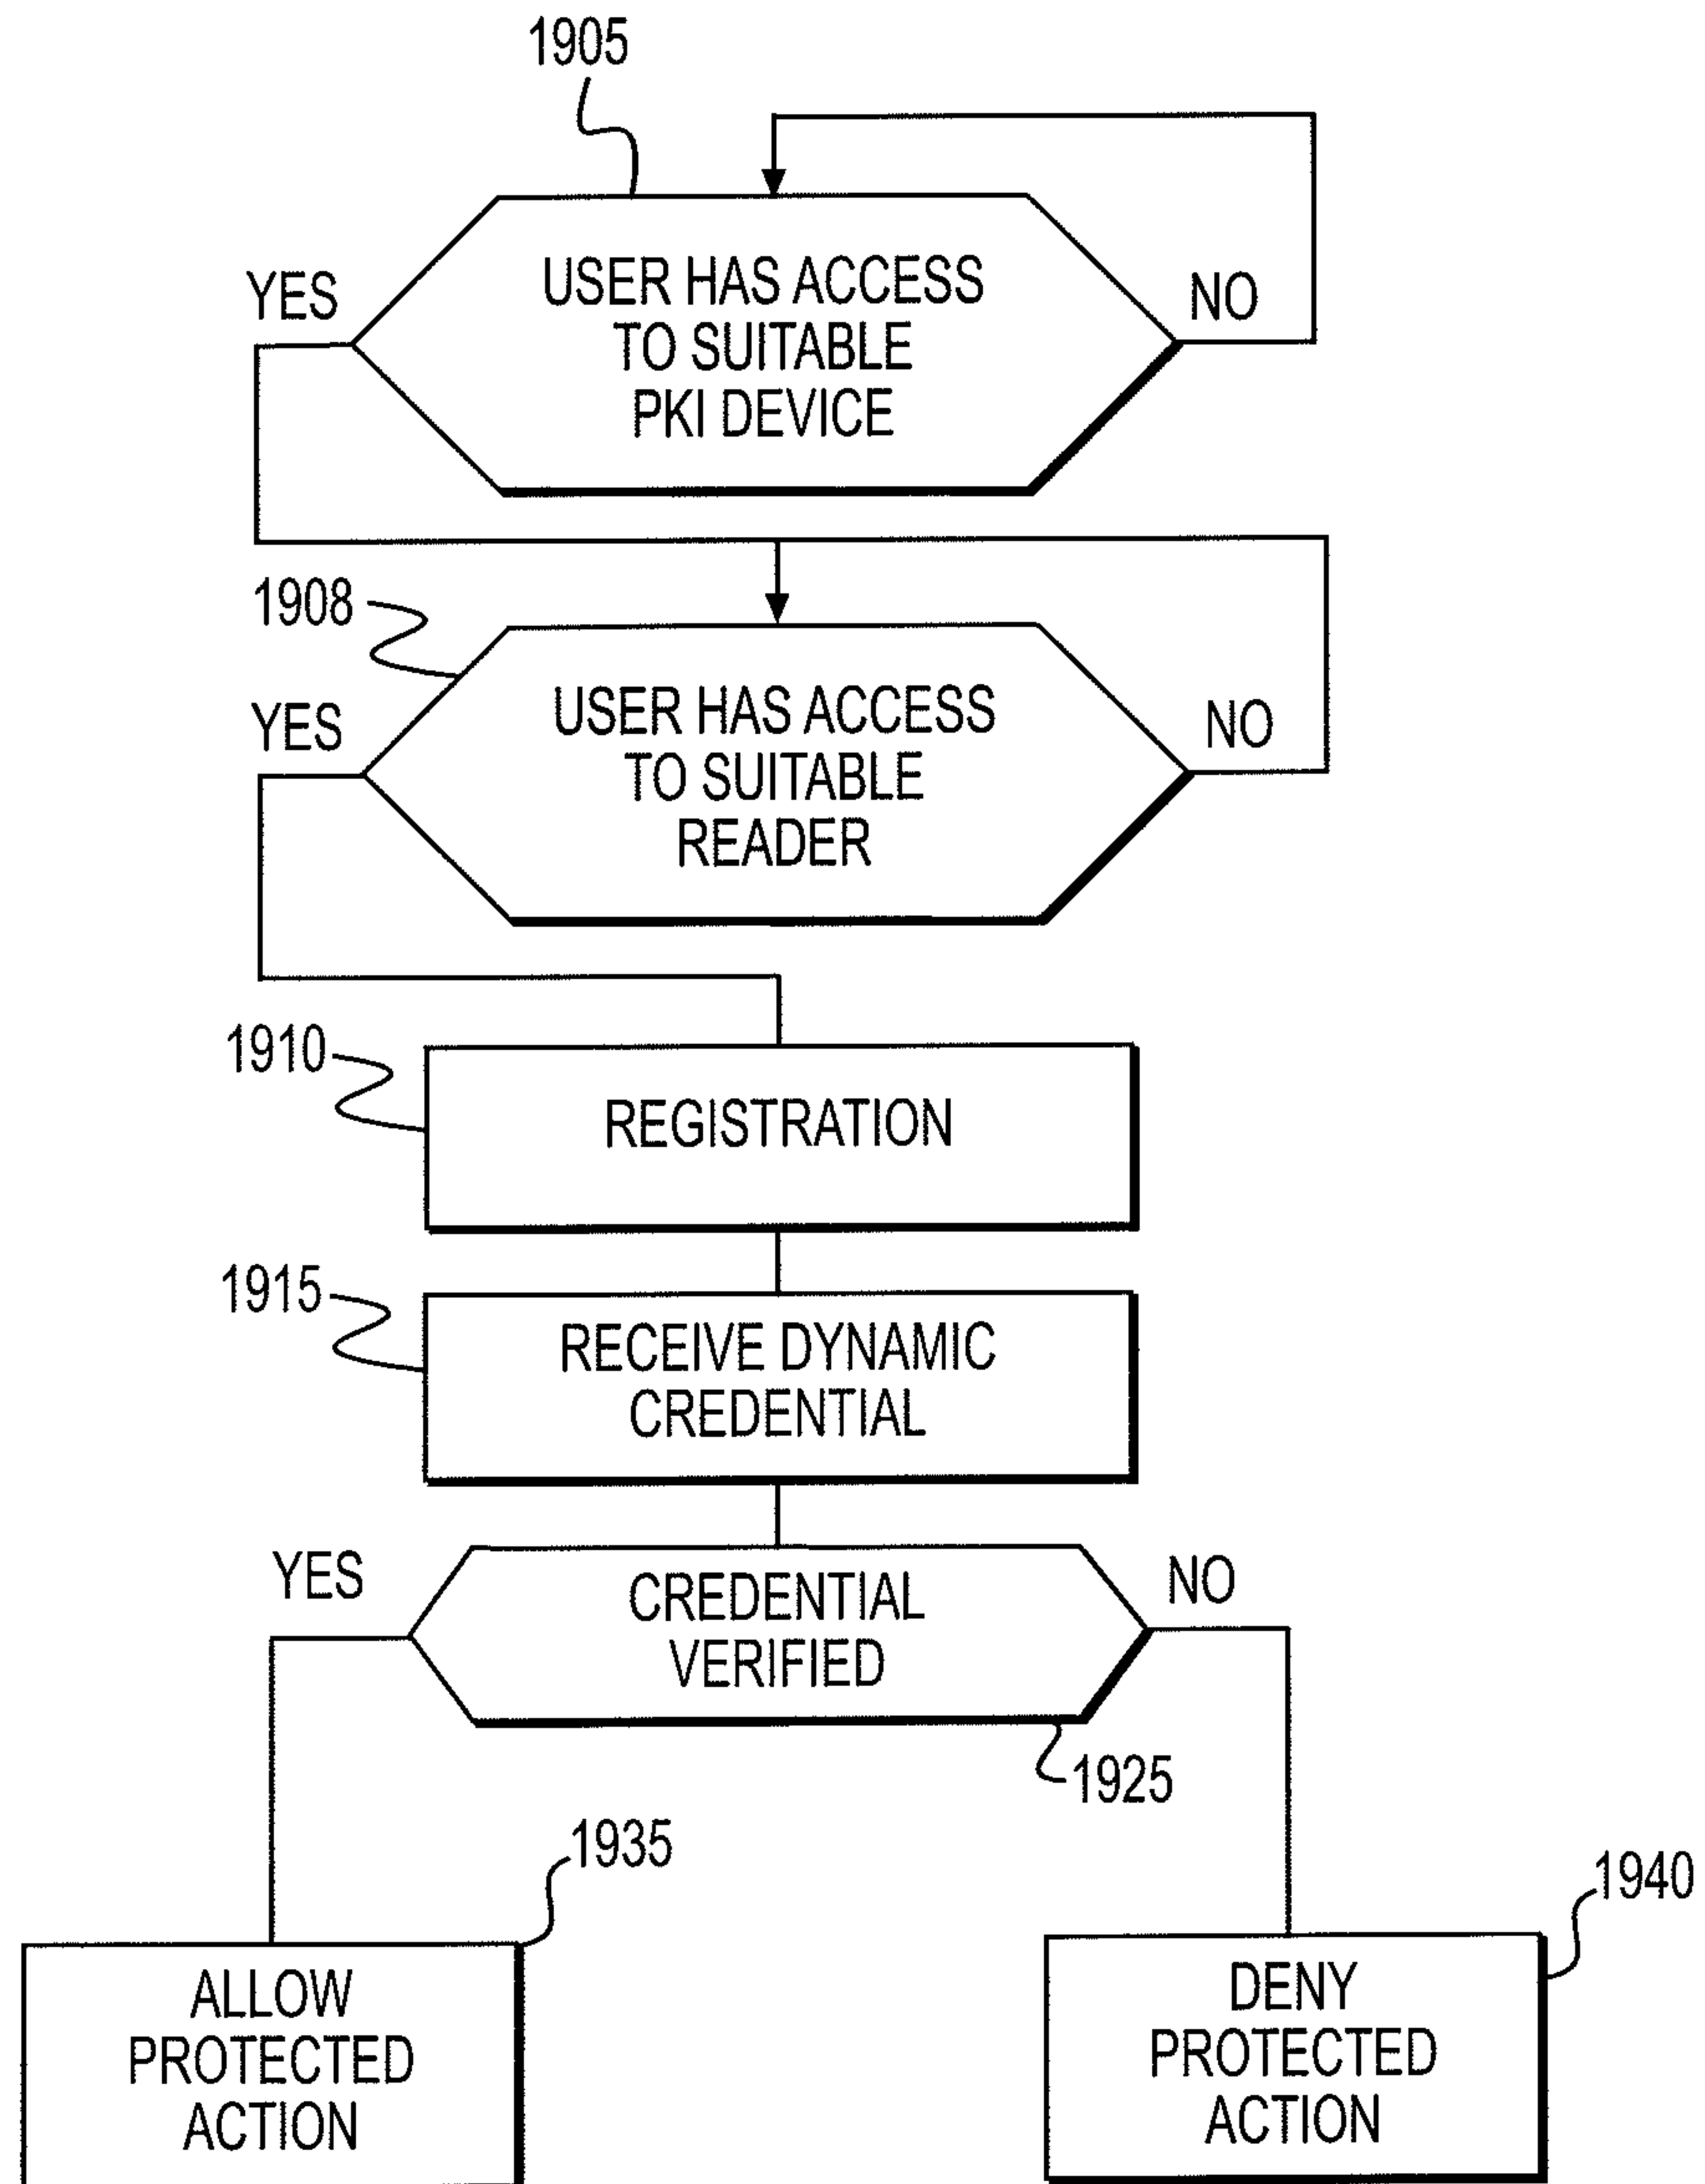 1905
YES
USER HAS ACCESS
TO SUITABLE
PKI DEVICE
NO
1908
YES
USER HAS ACCESS
TO SUITABLE
READER
NO
1910
REGISTRATION
1915
RECEIVE DYNAMIC
CREDENTIAL
YES
CREDENTIAL
VERIFIED
NO
1925
1935
ALLOW
PROTECTED
ACTION
1940
DENY
PROTECTED
ACTION